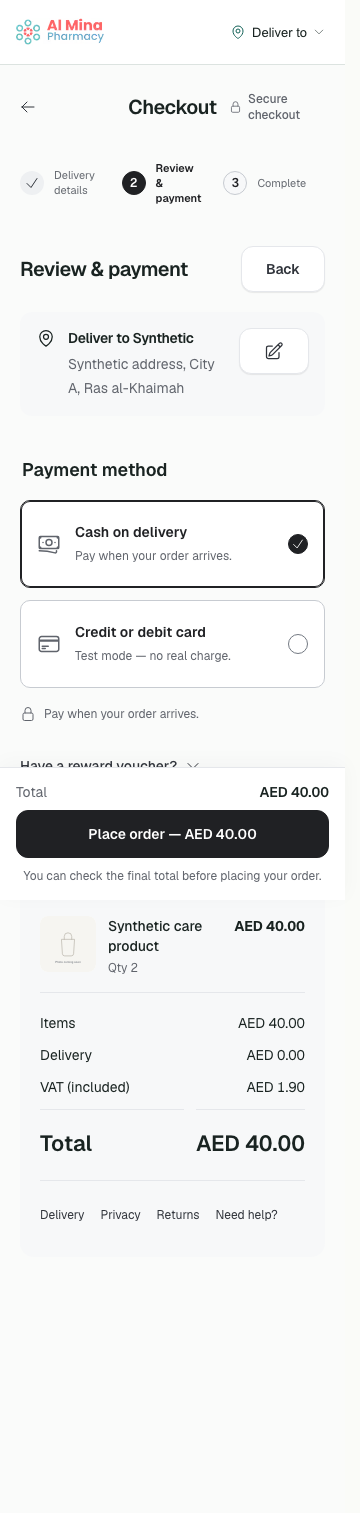 Al Mina
Pharmacy
Deliver to
Checkout
Secure
checkout
Delivery
details
2
Review
&
payment
3
Complete
Review & payment
Back
Deliver to Synthetic
Synthetic address, City
A, Ras al-Khaimah
Payment method
Cash on delivery
Pay when your order arrives.
Credit or debit card
Test mode — no real charge.
Pay when your order arrives.
Have a reward voucher?
Total AED 40.00
Place order — AED 40.00
You can check the final total before placing your order.
Synthetic care AED 40.00
product
Qty 2
Items AED 40.00
Delivery AED 0.00
VAT (included) AED 1.90
Total AED 40.00
Delivery Privacy Returns Need help?